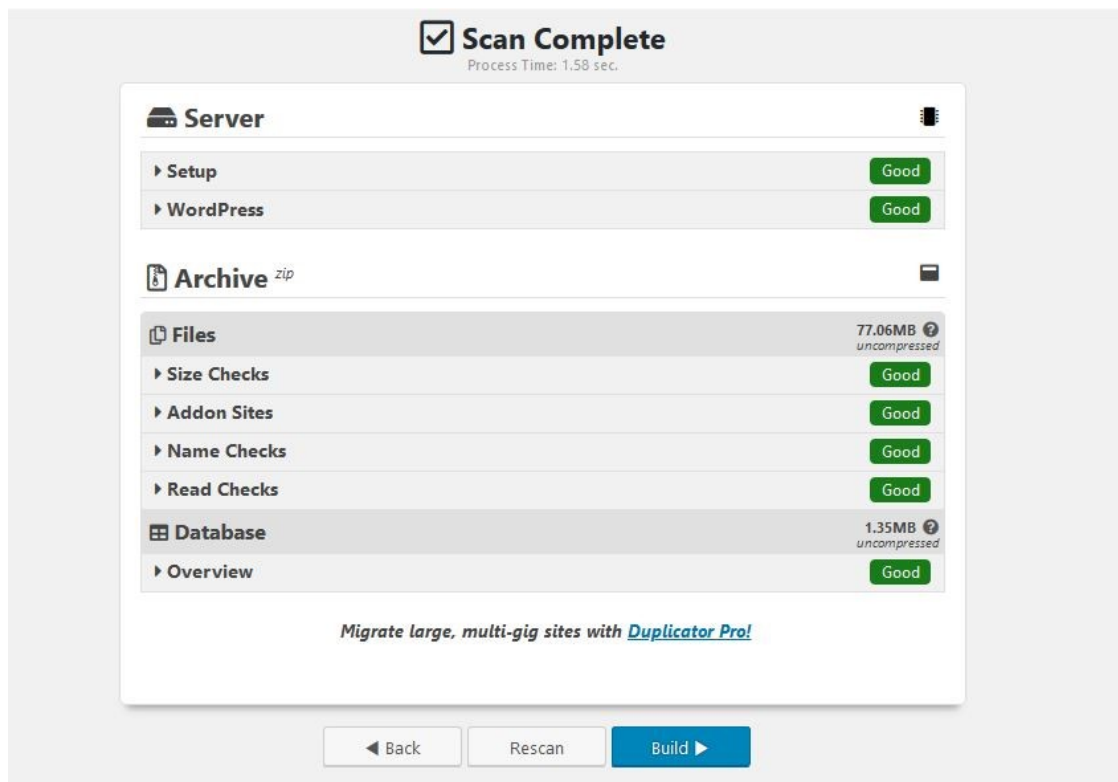 Scan Complete
Process Time: 1.58 sec.
Server
Setup Good
WordPress Good
Archive zip
Files 77.06MB
uncompressed
Size Checks Good
Addon Sites Good
Name Checks Good
Read Checks Good
Database 1.35MB
uncompressed
Overview Good
Migrate large, multi-gig sites with Duplicator Pro!
Back Rescan Build